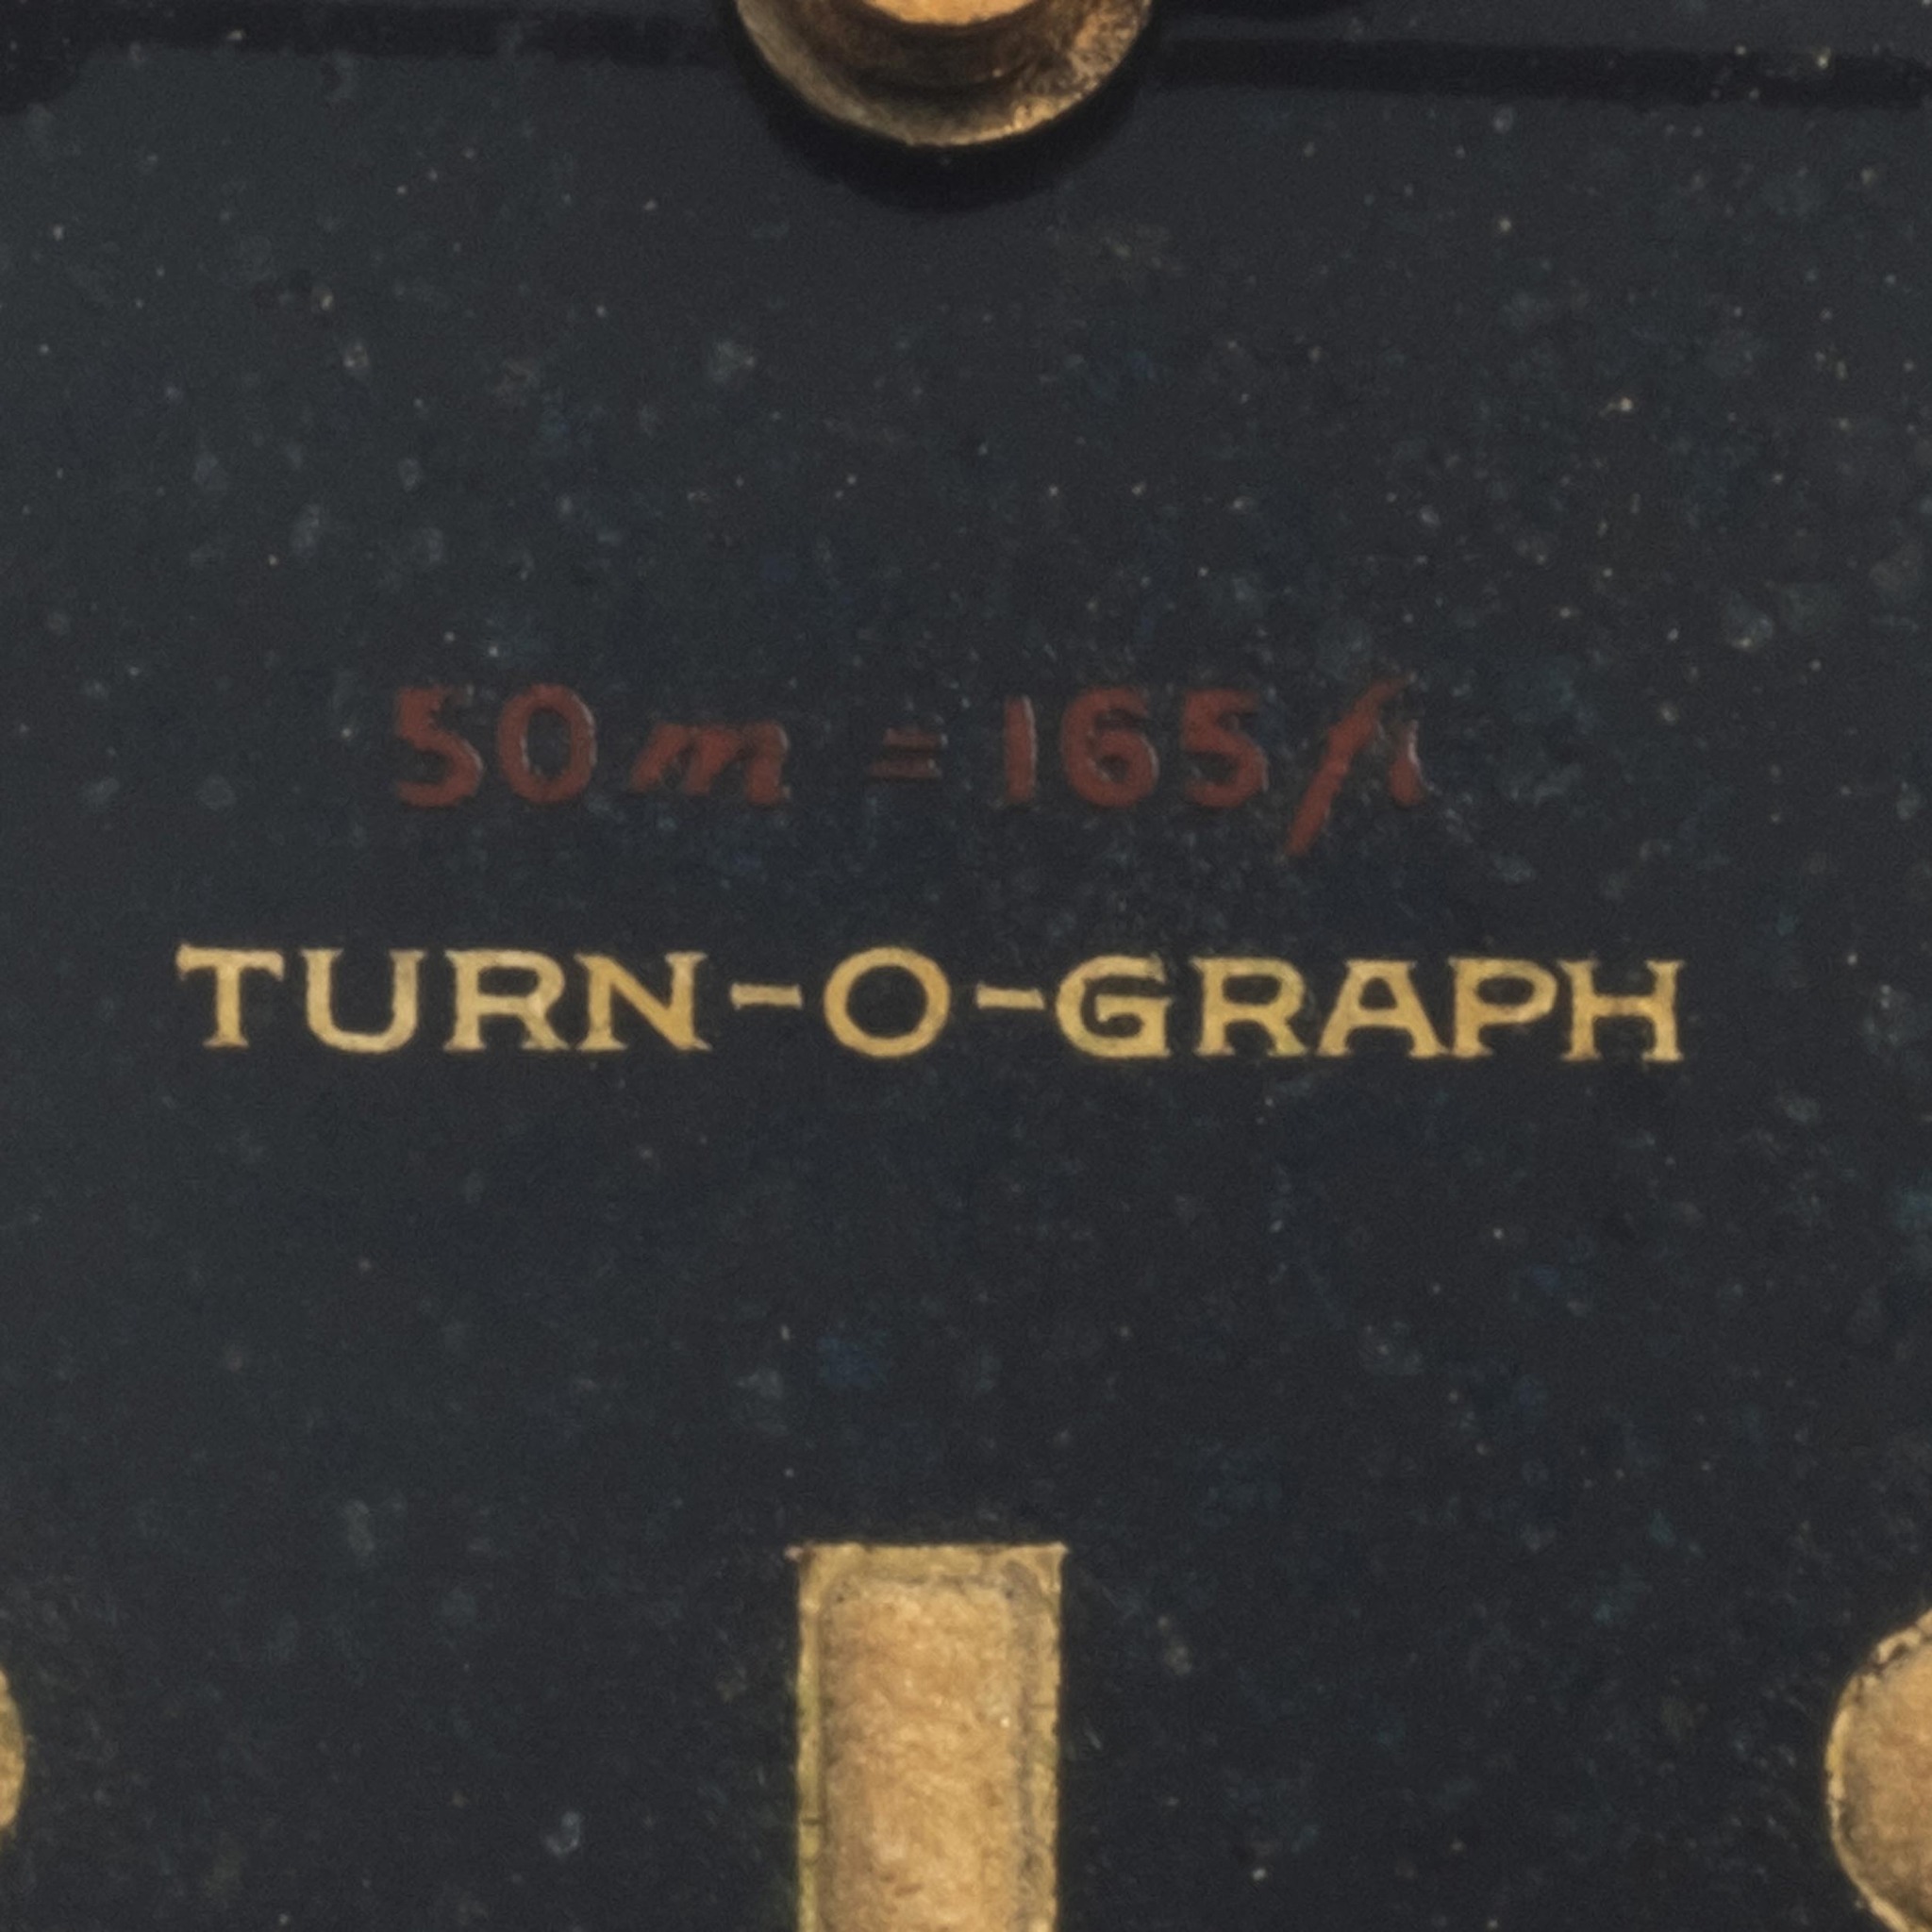 50m = 165ft
TURN-O-GRAPH